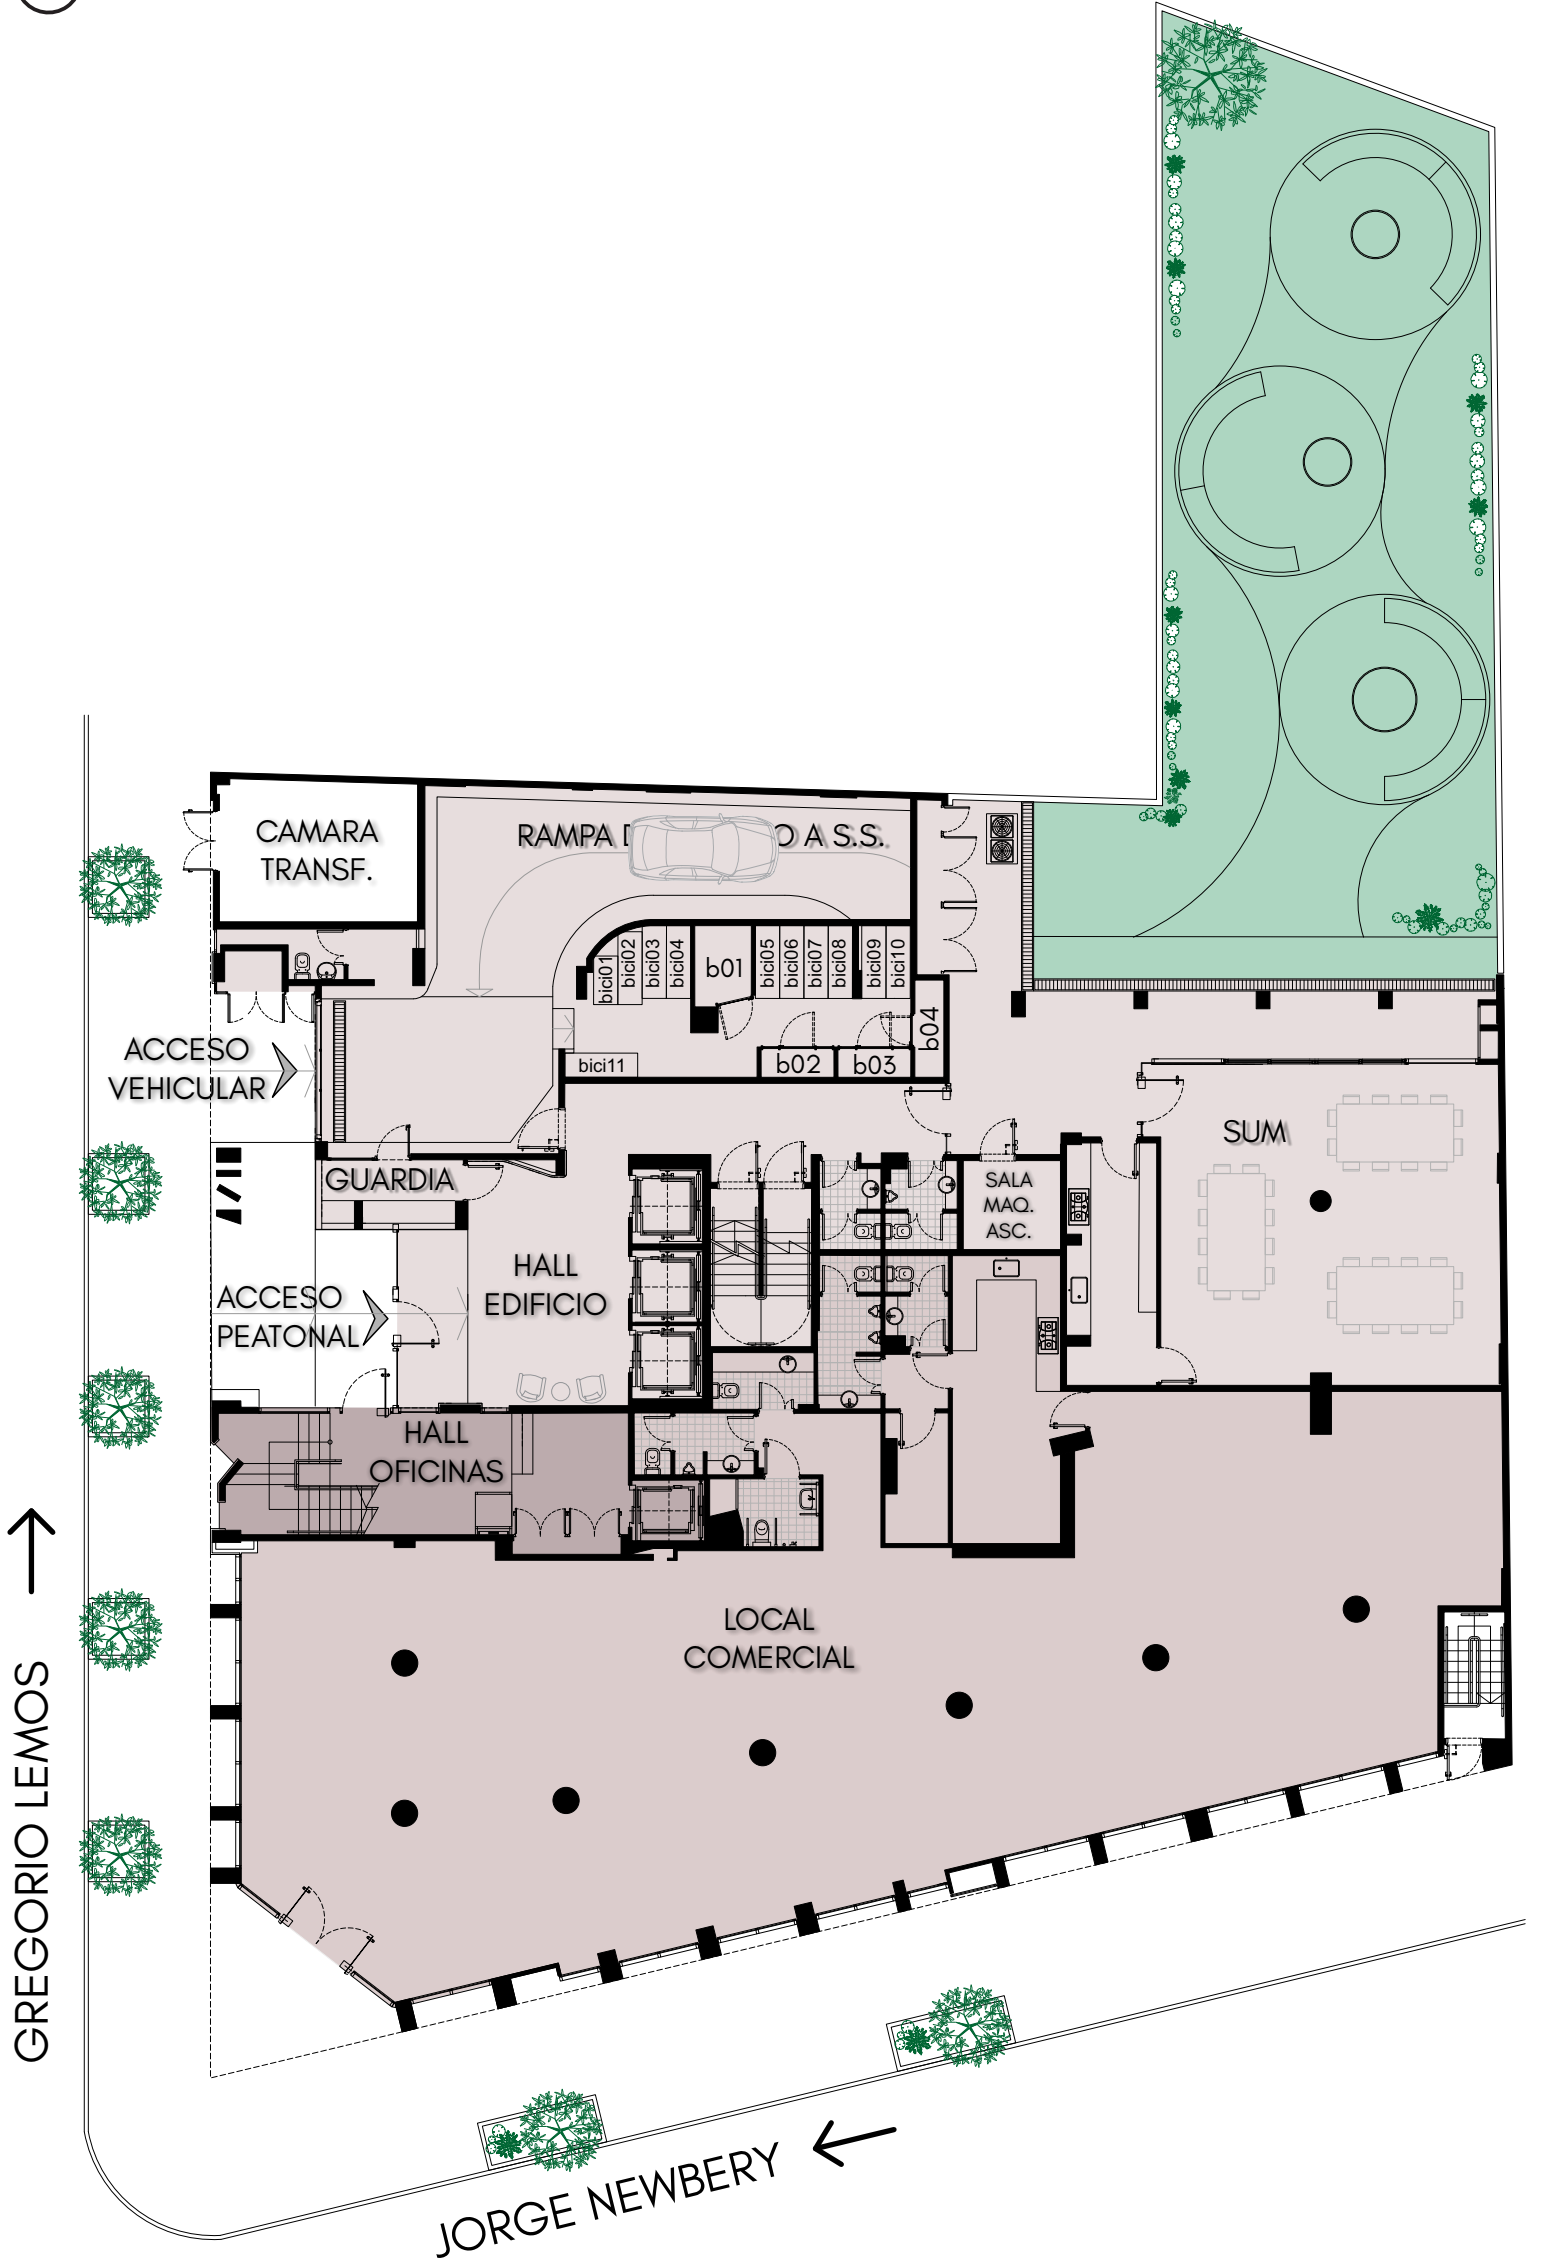 CAMARA
TRANSF.
RAMPA D
O A S.S.
bici01
bici02
bici03
bici04
b01
bici05
bici06
bici07
bici08
bici09
bici10
b04
bici11
b02
b03
ACCESO
VEHICULAR
GUARDIA
SUM
SALA
MAQ.
ASC.
HALL
EDIFICIO
ACCESO
PEATONAL
HALL
OFICINAS
LOCAL
COMERCIAL
GREGORIO LEMOS
JORGE NEWBERY